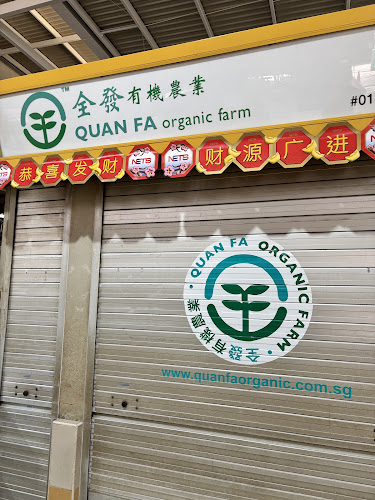 全發有機農業
™
QUAN FA organic farm
#01
恭喜发财 NETS NETS 财源广进
QUAN FA ORGANIC FARM
全發有機農業
www.quanfaorganic.com.sg